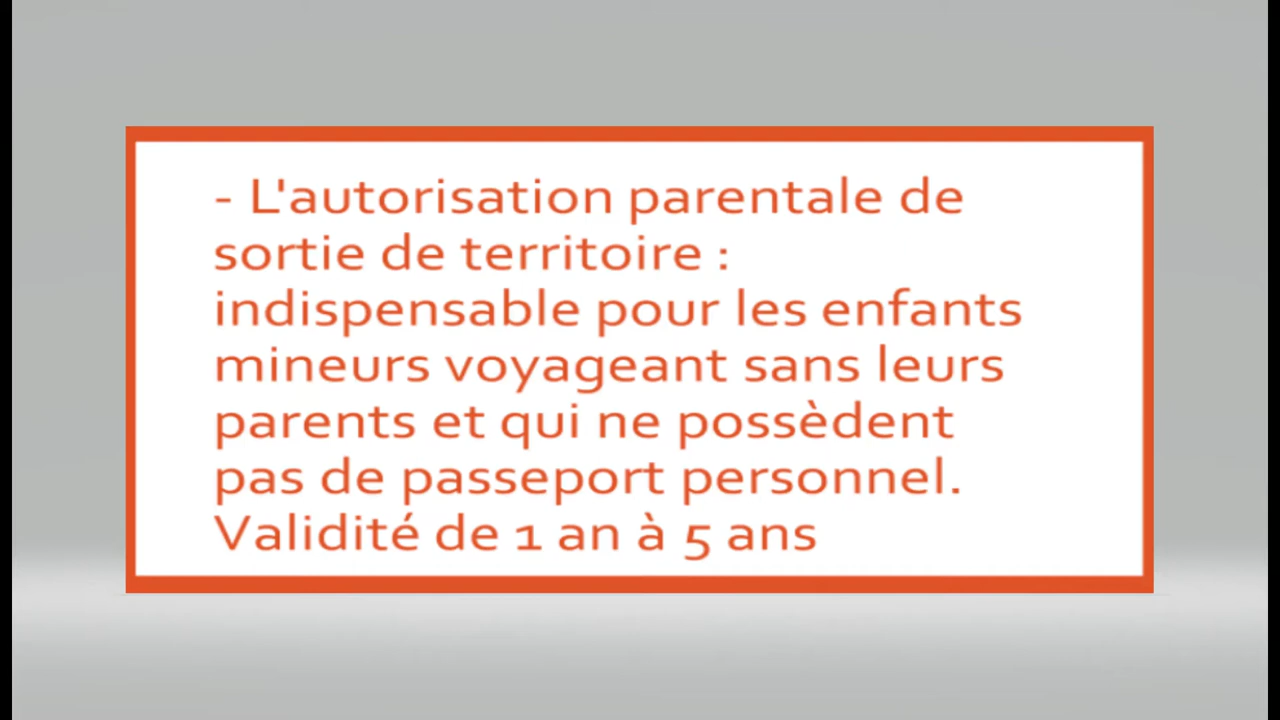 - L'autorisation parentale de
sortie de territoire :
indispensable pour les enfants
mineurs voyageant sans leurs
parents et qui ne possèdent
pas de passeport personnel.
Validité de 1 an à 5 ans